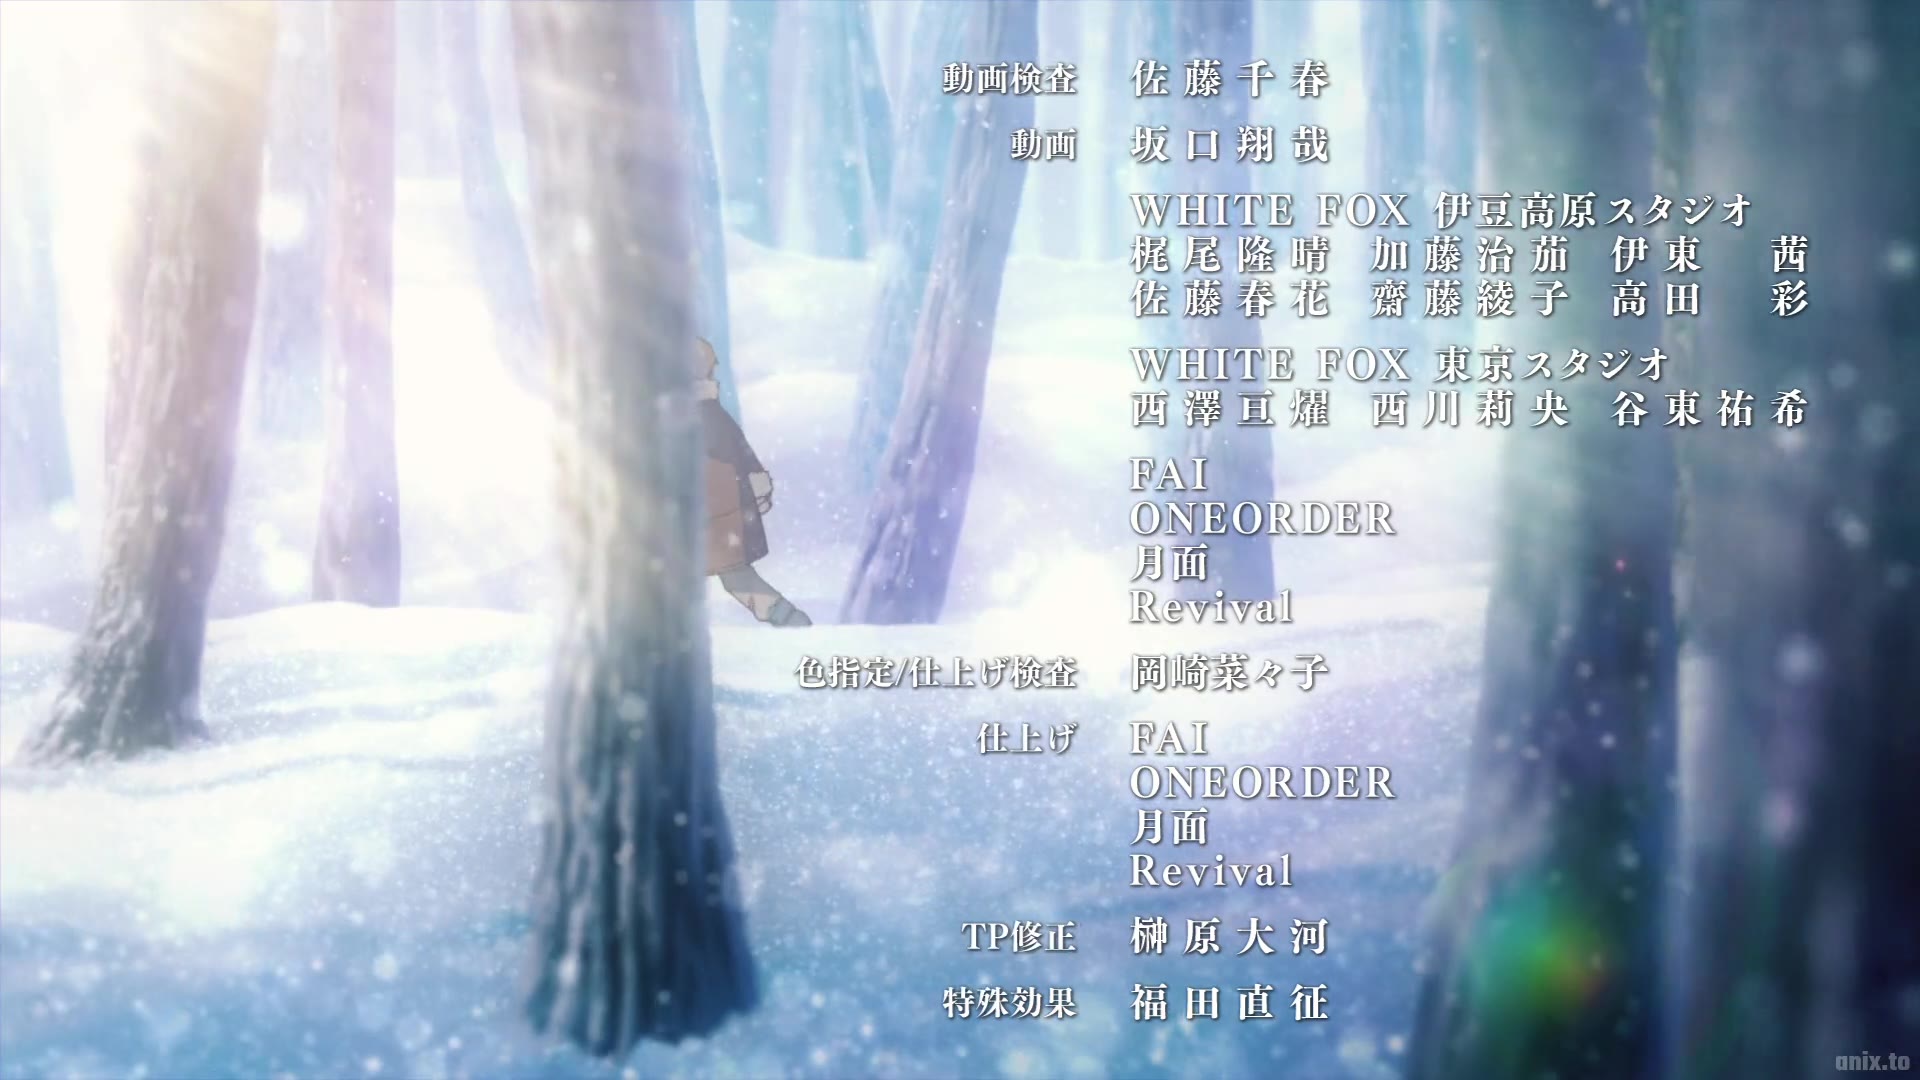 動画検査 佐藤千春
動画 坂口翔哉
WHITE FOX 伊豆高原スタジオ
梶尾隆晴 加藤治茄 伊東 茜
佐藤春花 齋藤綾子 高田 彩
WHITE FOX 東京スタジオ
西澤亘燿 西川莉央 谷東祐希
FAI
ONEORDER
月面
Revival
色指定/仕上げ検査 岡崎菜々子
仕上げ FAI
ONEORDER
月面
Revival
TP修正 榊原大河
特殊効果 福田直征
anix.to